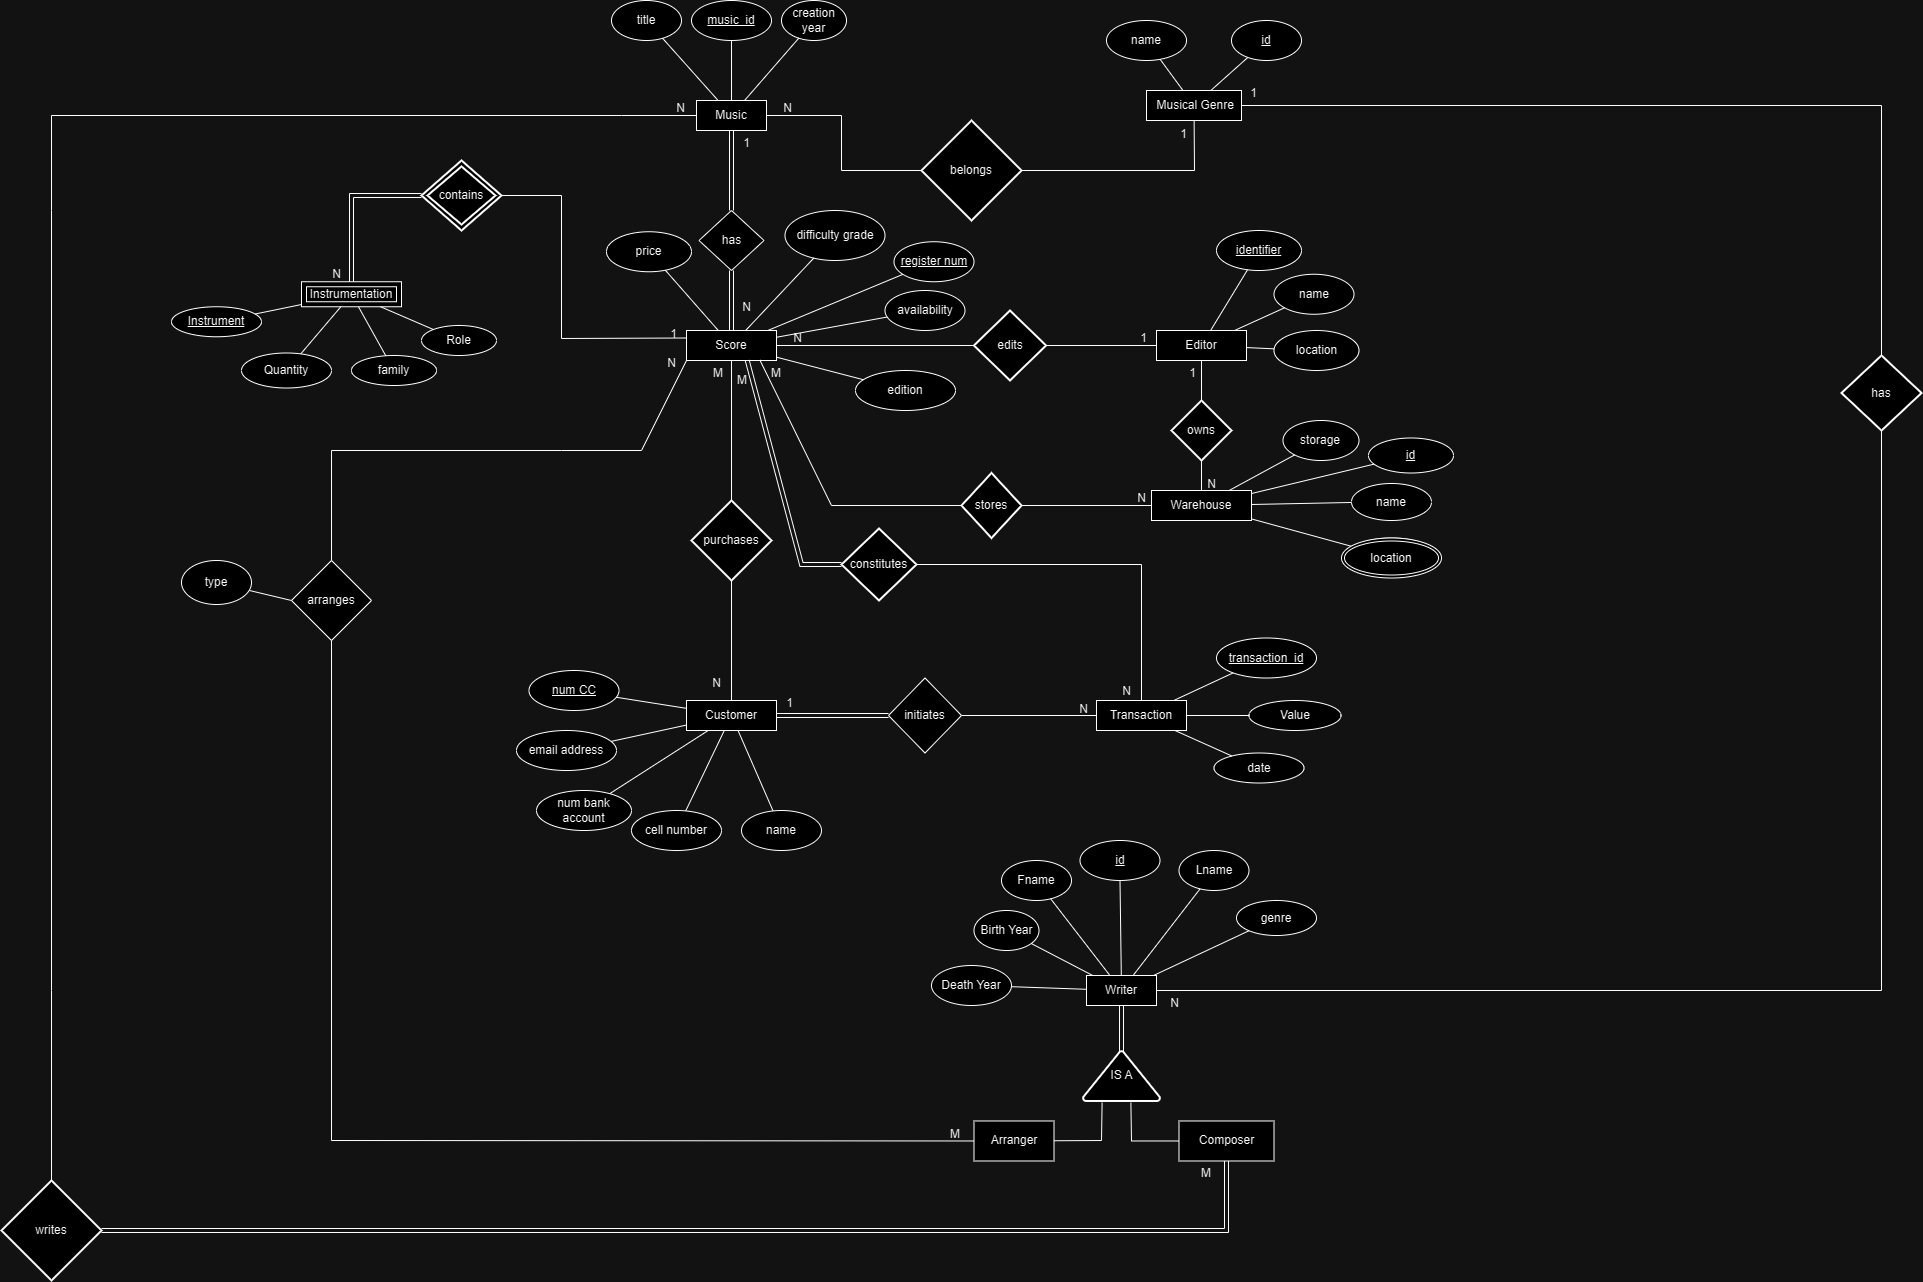 title
music_id
creation
year
name
id
N
Music
N
Musical Genre
1
1
1
belongs
contains
has
price
difficulty grade
register num
availability
identifier
name
location
N
Instrumentation
Instrument
Quantity
family
Role
N
1
Score
N
edits
1
Editor
N
M
M
M
edition
1
owns
has
storage
id
name
location
N
stores
N
Warehouse
purchases
constitutes
type
arranges
transaction_id
Value
date
N
N
num CC
email address
num bank
account
cell number
name
Customer
1
initiates
N
Transaction
Fname
id
Lname
genre
Birth Year
Death Year
Writer
N
IS A
M
Arranger
Composer
M
writes